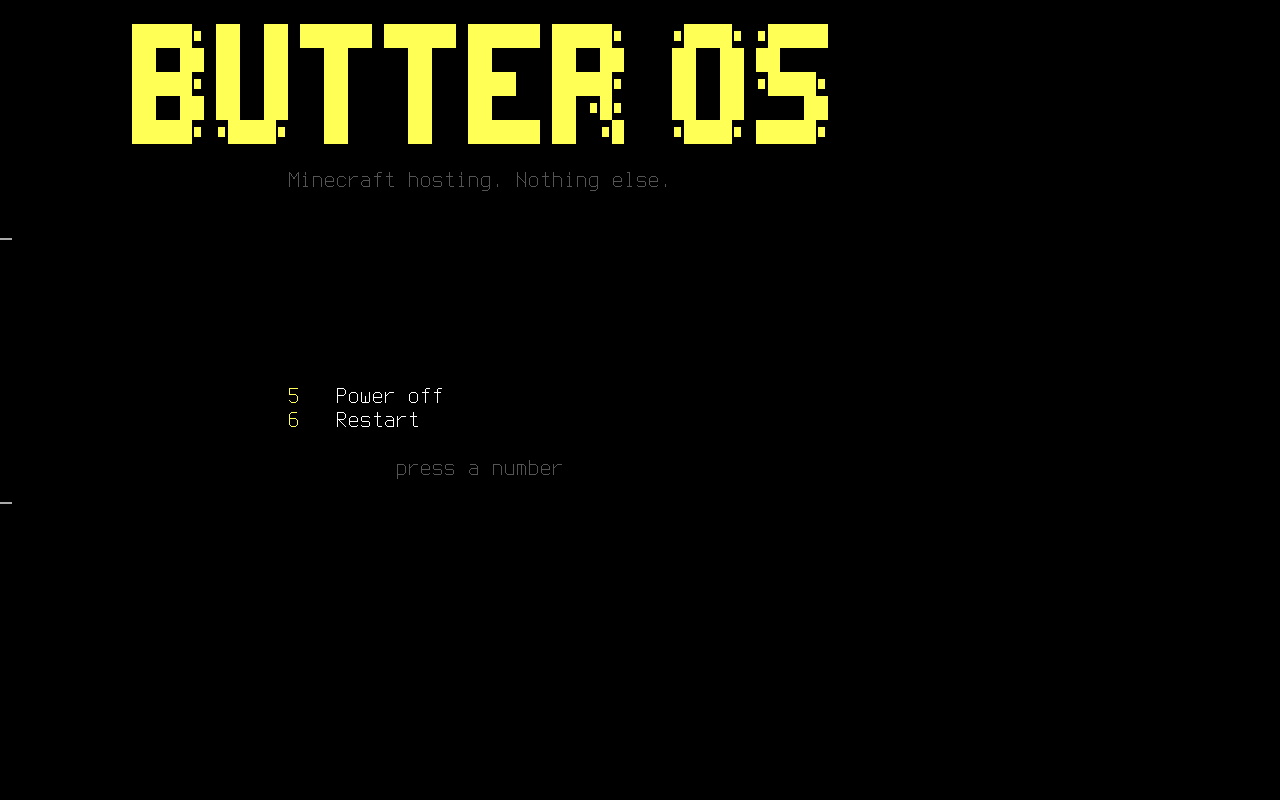 BUTTER OS
Minecraft hosting. Nothing else.
5 Power off
6 Restart
press a number